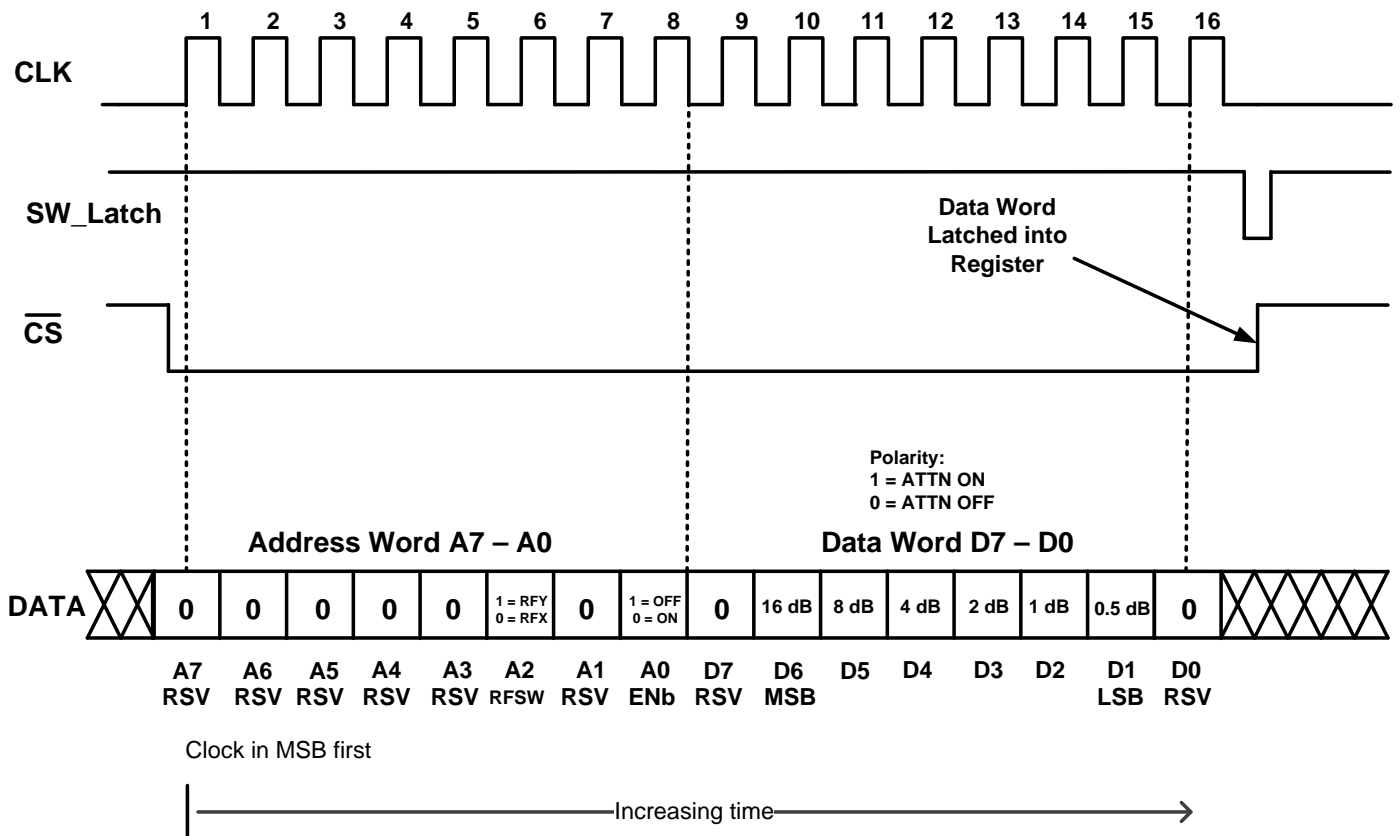 1 2 3 4 5 6 7 8 9 10 11 12 13 14 15 16
CLK
SW_Latch
Data Word
Latched into
Register
CS
Polarity:
1 = ATTN ON
0 = ATTN OFF
Address Word A7 – A0
Data Word D7 – D0
DATA
0 0 0 0 0
1 = RFY
0 = RFX
0
1 = OFF
0 = ON
0 16 dB 8 dB 4 dB 2 dB 1 dB 0.5 dB 0
A7 A6 A5 A4 A3 A2 A1 A0 D7 D6 D5 D4 D3 D2 D1 D0
RSV RSV RSV RSV RSV RFSW RSV ENb RSV MSB LSB RSV
Clock in MSB first
Increasing time